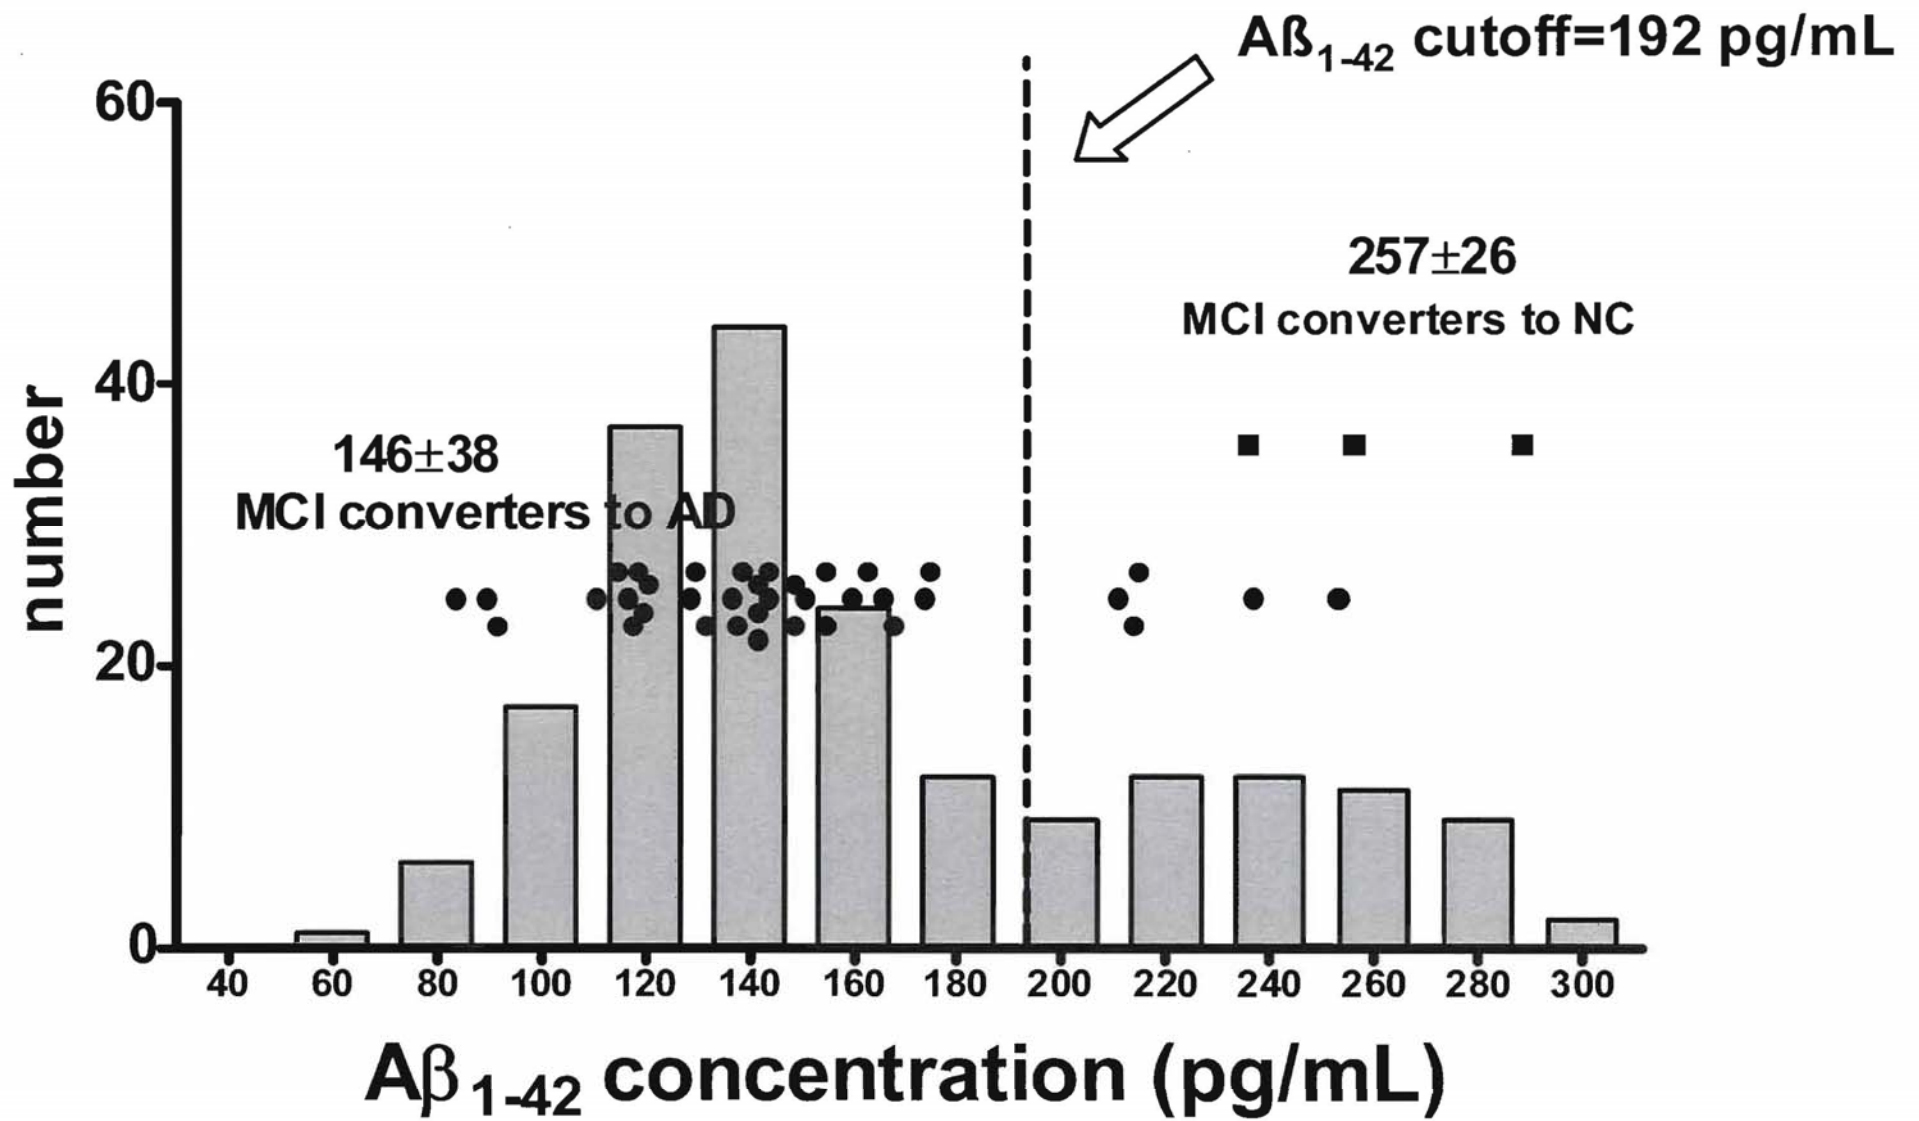 Aß1-42 cutoff=192 pg/mL
60
257±26
MCI converters to NC
40
146±38
MCI converters to AD
number
20
0
40 60 80 100 120 140 160 180 200 220 240 260 280 300
Aβ1-42 concentration (pg/mL)